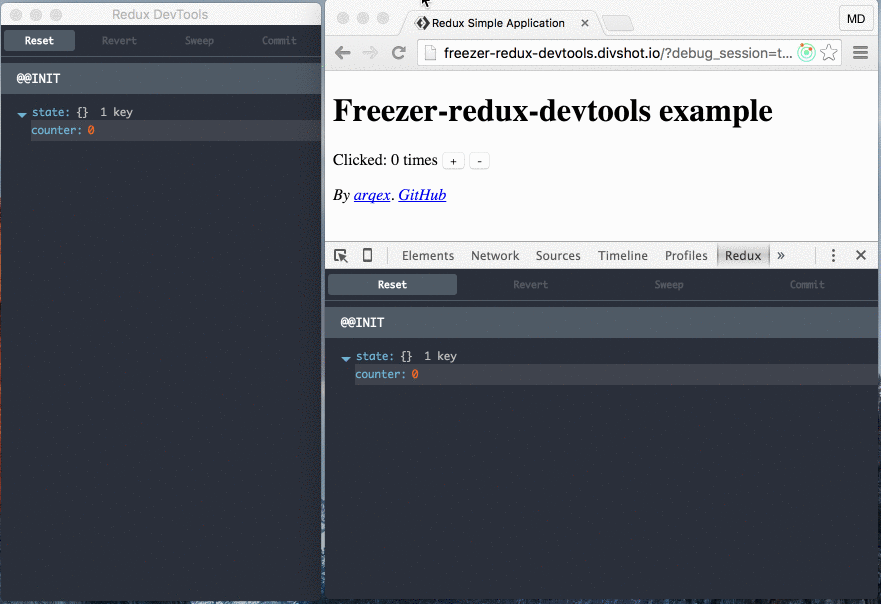 Redux DevTools
Reset Revert Sweep Commit
@@INIT
state: {} 1 key
counter: 0
Redux Simple Application
MD
freezer-redux-devtools.divshot.io/?debug_session=t...
Freezer-redux-devtools example
Clicked: 0 times + -
By arqex. GitHub
Elements Network Sources Timeline Profiles Redux »
Reset Revert Sweep Commit
@@INIT
state: {} 1 key
counter: 0